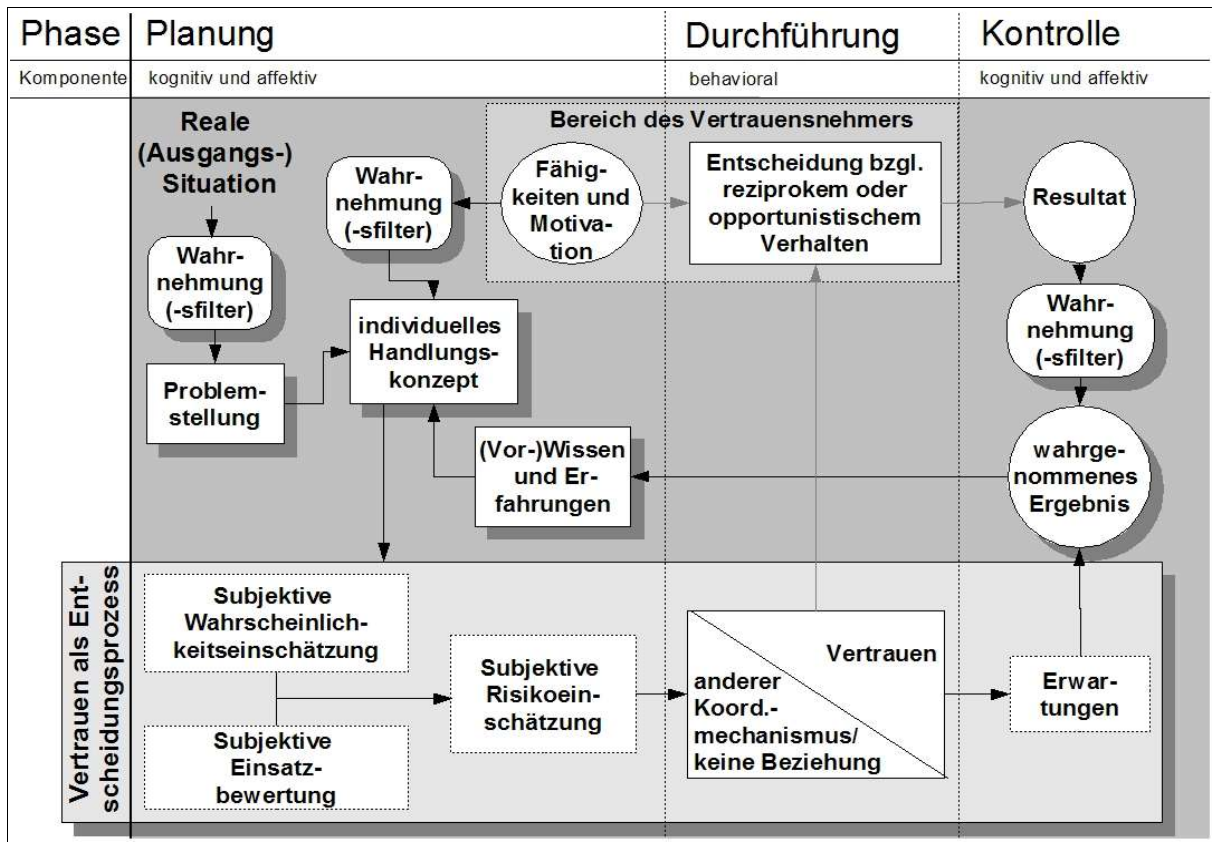 Phase
Planung
Durchführung
Kontrolle
Komponente
kognitiv und affektiv
behavioral
kognitiv und affektiv
Reale
(Ausgangs-)
Situation
Wahr-
nehmung
(-sfilter)
Problem-
stellung
Wahr-
nehmung
(-sfilter)
individuelles
Handlungs-
konzept
(Vor-)Wissen
und Er-
fahrungen
Bereich des Vertrauensnehmers
Fähig-
keiten und
Motiva-
tion
Entscheidung bzgl.
reziprokem oder
opportunistischem
Verhalten
Resultat
Wahr-
nehmung
(-sfilter)
wahrge-
nommenes
Ergebnis
Vertrauen als Ent-
scheidungsprozess
Subjektive
Wahrscheinlich-
keitseinschätzung
Subjektive
Einsatz-
bewertung
Subjektive
Risikoein-
schätzung
Vertrauen
anderer
Koord.-
mechanismus/
keine Beziehung
Erwar-
tungen